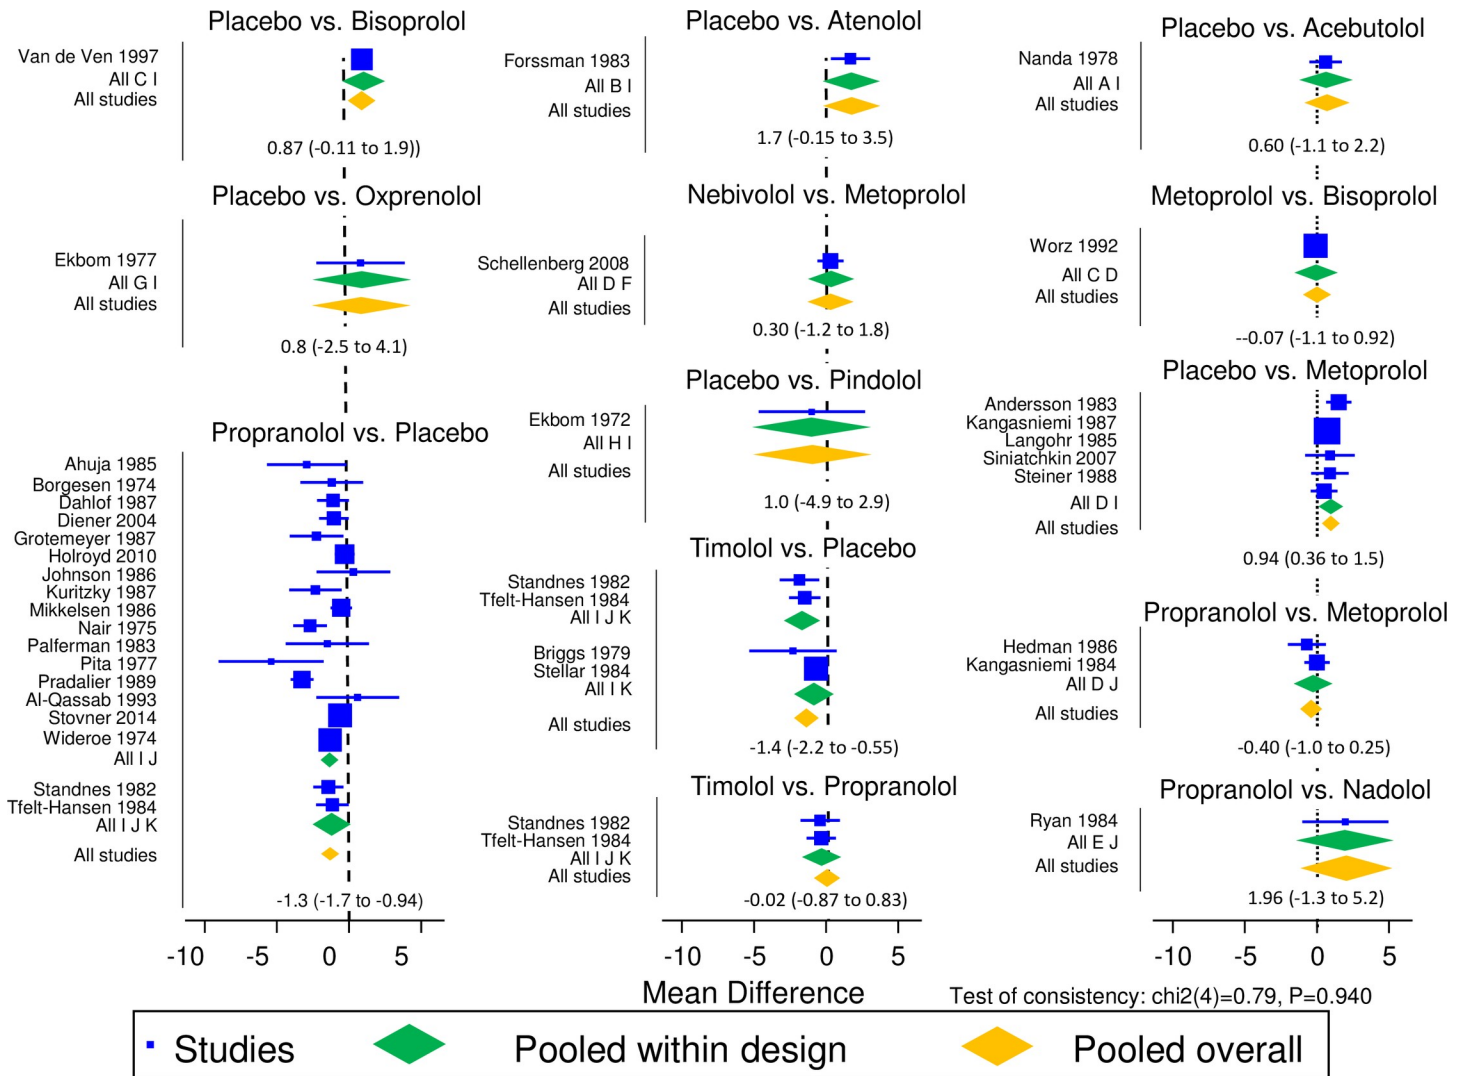 Placebo vs. Bisoprolol
Van de Ven 1997
All C I
All studies
0.87 (-0.11 to 1.9))
Placebo vs. Oxprenolol
Ekbom 1977
All G I
All studies
0.8 (-2.5 to 4.1)
Propranolol vs. Placebo
Ahuja 1985
Borgesen 1974
Dahlof 1987
Diener 2004
Grotemeyer 1987
Holroyd 2010
Johnson 1986
Kuritzky 1987
Mikkelsen 1986
Nair 1975
Palferman 1983
Pita 1977
Pradalier 1989
Al-Qassab 1993
Stovner 2014
Wideroe 1974
All I J
Standnes 1982
Tfelt-Hansen 1984
All I J K
All studies
-1.3 (-1.7 to -0.94)
-10 -5 0 5
Placebo vs. Atenolol
Forssman 1983
All B I
All studies
1.7 (-0.15 to 3.5)
Nebivolol vs. Metoprolol
Schellenberg 2008
All D F
All studies
0.30 (-1.2 to 1.8)
Placebo vs. Pindolol
Ekbom 1972
All H I
All studies
1.0 (-4.9 to 2.9)
Timolol vs. Placebo
Standnes 1982
Tfelt-Hansen 1984
All I J K
Briggs 1979
Stellar 1984
All I K
All studies
-1.4 (-2.2 to -0.55)
Timolol vs. Propranolol
Standnes 1982
Tfelt-Hansen 1984
All I J K
All studies
-0.02 (-0.87 to 0.83)
-10 -5 0 5
Placebo vs. Acebutolol
Nanda 1978
All A I
All studies
0.60 (-1.1 to 2.2)
Metoprolol vs. Bisoprolol
Worz 1992
All C D
All studies
--0.07 (-1.1 to 0.92)
Placebo vs. Metoprolol
Andersson 1983
Kangasniemi 1987
Langohr 1985
Siniatchkin 2007
Steiner 1988
All D I
All studies
0.94 (0.36 to 1.5)
Propranolol vs. Metoprolol
Hedman 1986
Kangasniemi 1984
All D J
All studies
-0.40 (-1.0 to 0.25)
Propranolol vs. Nadolol
Ryan 1984
All E J
All studies
1.96 (-1.3 to 5.2)
-10 -5 0 5
Mean Difference
Test of consistency: chi2(4)=0.79, P=0.940
Studies Pooled within design Pooled overall